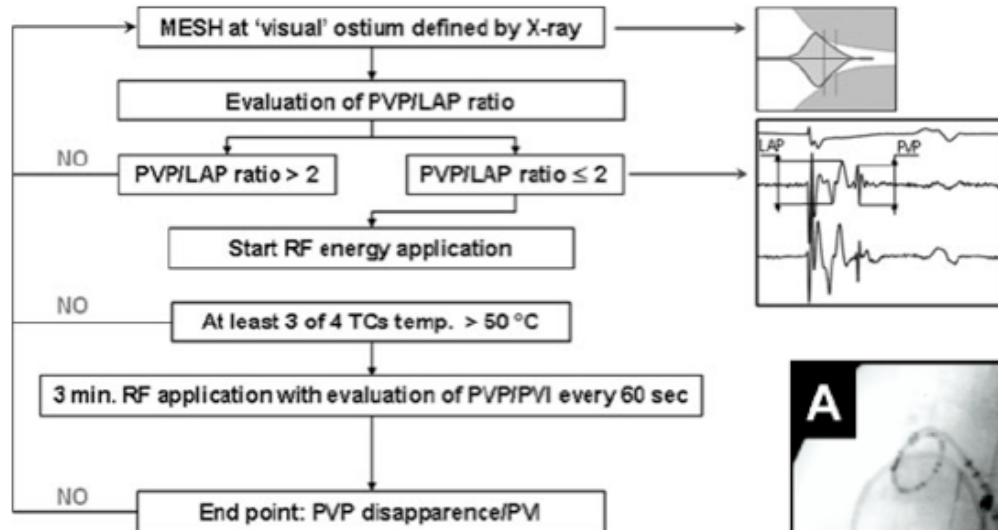 MESH at ‘visual’ ostium defined by X-ray
Evaluation of PVP/LAP ratio
NO
PVP/LAP ratio > 2
PVP/LAP ratio ≤ 2
LAP
PVP
Start RF energy application
NO
At least 3 of 4 TCs temp. > 50 °C
3 min. RF application with evaluation of PVP/PVI every 60 sec
A
NO
End point: PVP disapparence/PVI